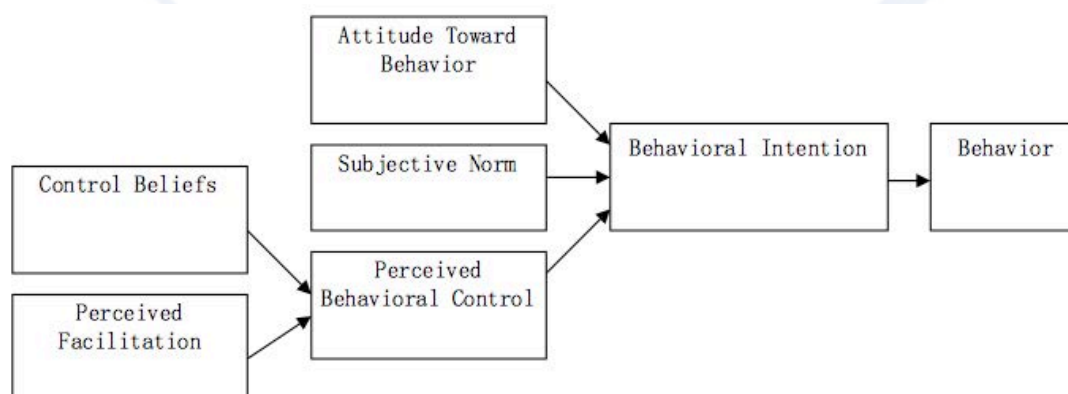 Attitude Toward
Behavior
Subjective Norm
Behavioral Intention
Behavior
Control Beliefs
Perceived
Behavioral Control
Perceived
Facilitation